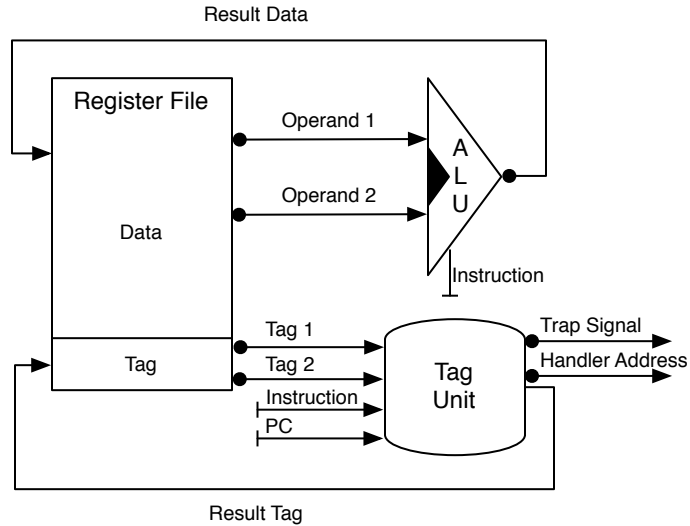 Result Data
Register File
Operand 1
A
L
U
Operand 2
Data
Instruction
Tag 1
Trap Signal
Tag
Tag 2
Handler Address
Tag
Unit
Instruction
PC
Result Tag